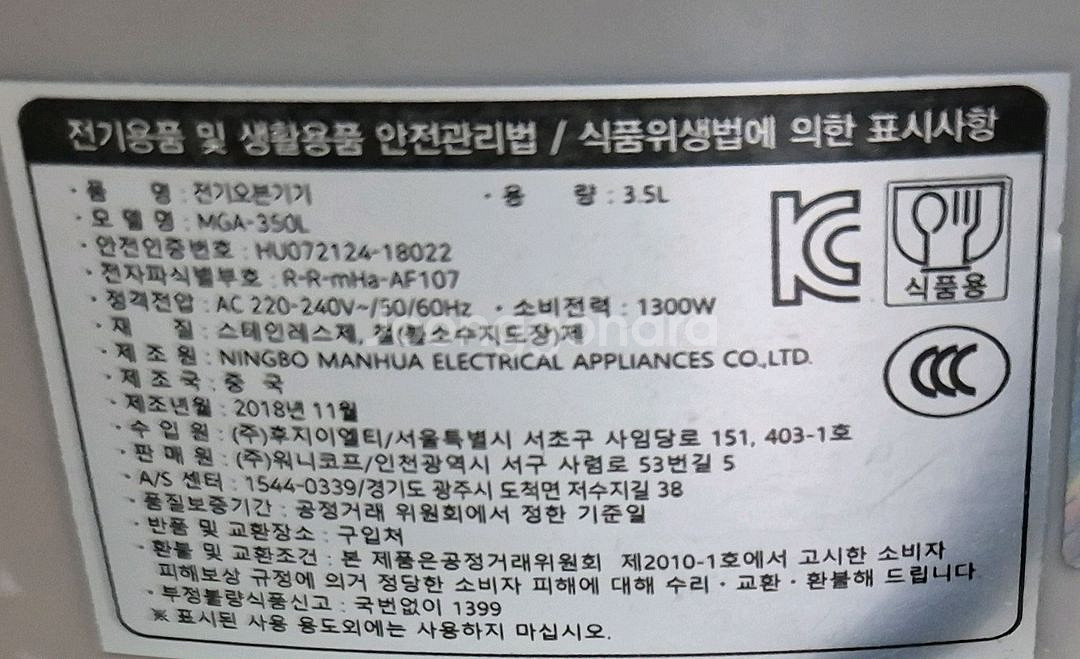 전기용품 및 생활용품 안전관리법 / 식품위생법에 의한 표시사항
· 품 명 : 전기오븐기기 · 용 량 : 3.5L
· 모 델 명 : MGA-350L
· 안전인증번호 : HU072124-18022
· 전자파식별부호 : R-R-mHa-AF107
· 정격전압 : AC 220-240V~/50/60Hz · 소비전력 : 1300W
· 재 질 : 스테인레스제, 철(불소수지도장)제
· 제 조 원 : NINGBO MANHUA ELECTRICAL APPLIANCES CO.,LTD.
· 제 조 국 : 중 국
· 제조년월 : 2018년 11월
· 수 입 원 : (주)후지이엘티/서울특별시 서초구 사임당로 151, 403-1호
· 판 매 원 : (주)워니코프/인천광역시 서구 사렴로 53번길 5
· A/S 센터 : 1544-0339/경기도 광주시 도척면 저수지길 38
· 품질보증기간 : 공정거래 위원회에서 정한 기준일
· 반품 및 교환장소 : 구입처
· 환불 및 교환조건 : 본 제품은공정거래위원회 제2010-1호에서 고시한 소비자
피해보상 규정에 의거 정당한 소비자 피해에 대해 수리 · 교환 · 환불해 드립니다.
· 부정불량식품신고 : 국번없이 1399
※ 표시된 사용 용도외에는 사용하지 마십시오.
식품용